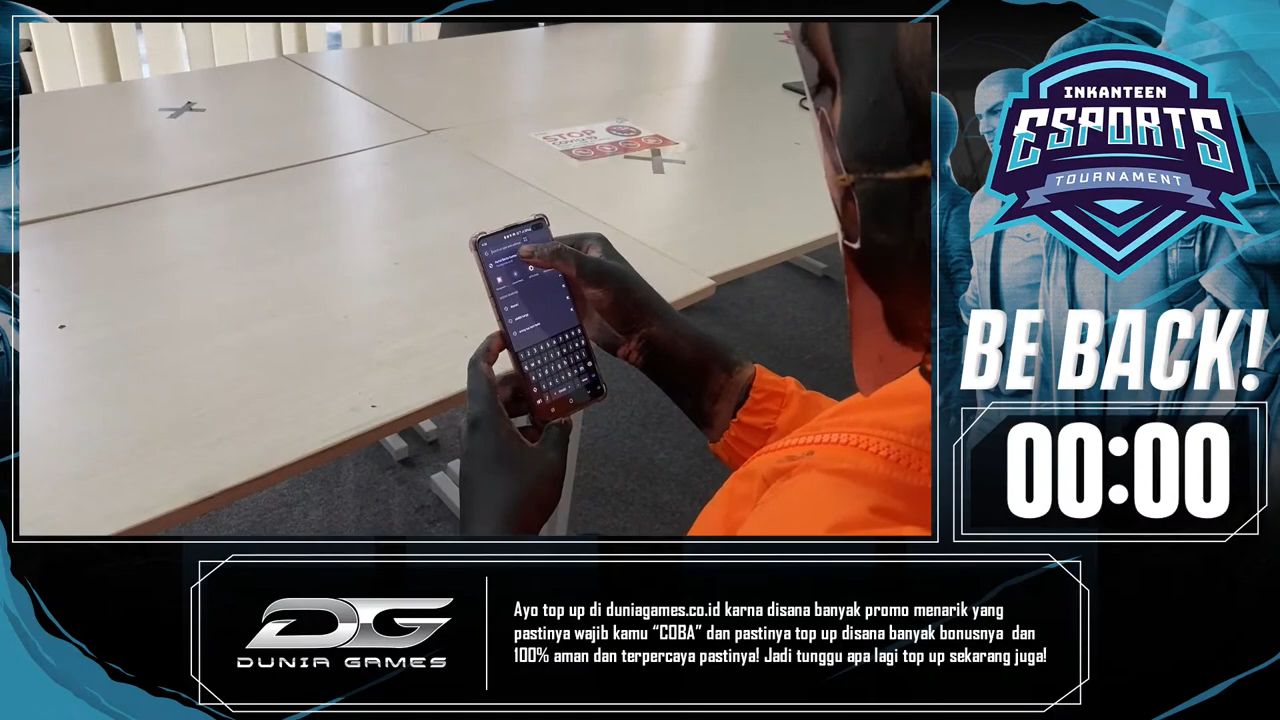 INKANTEEN
ESPORTS
TOURNAMENT
STOP
BE BACK!
00:00
DG
DUNIA GAMES
Ayo top up di duniagames.co.id karna disana banyak promo menarik yang
pastinya wajib kamu “COBA” dan pastinya top up disana banyak bonusnya dan
100% aman dan terpercaya pastinya! Jadi tunggu apa lagi top up sekarang juga!